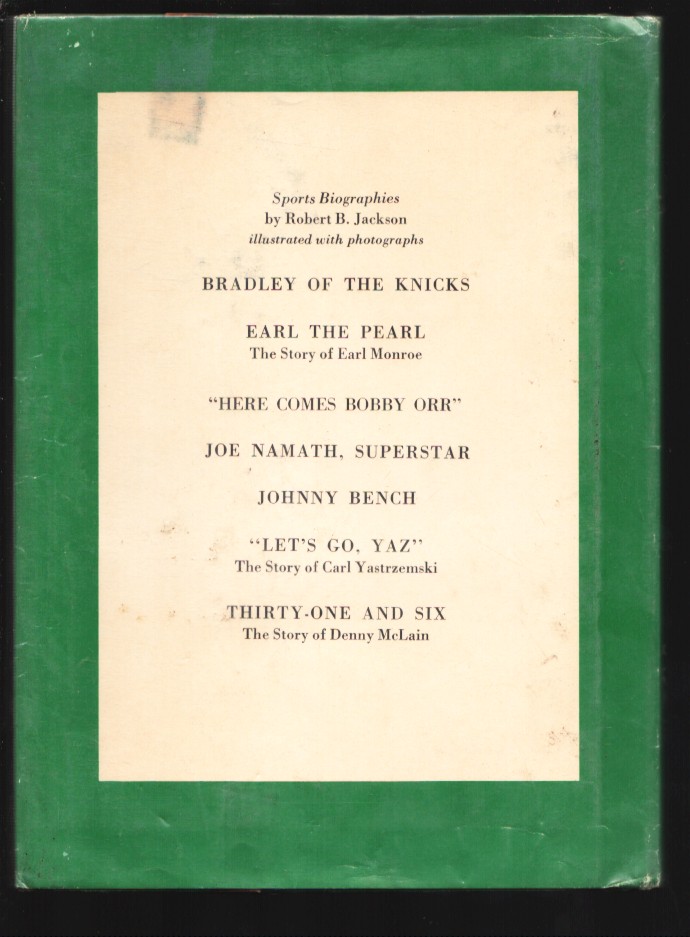 Sports Biographies
by Robert B. Jackson
illustrated with photographs
BRADLEY OF THE KNICKS
EARL THE PEARL
The Story of Earl Monroe
“HERE COMES BOBBY ORR”
JOE NAMATH, SUPERSTAR
JOHNNY BENCH
“LET’S GO, YAZ”
The Story of Carl Yastrzemski
THIRTY-ONE AND SIX
The Story of Denny McLain